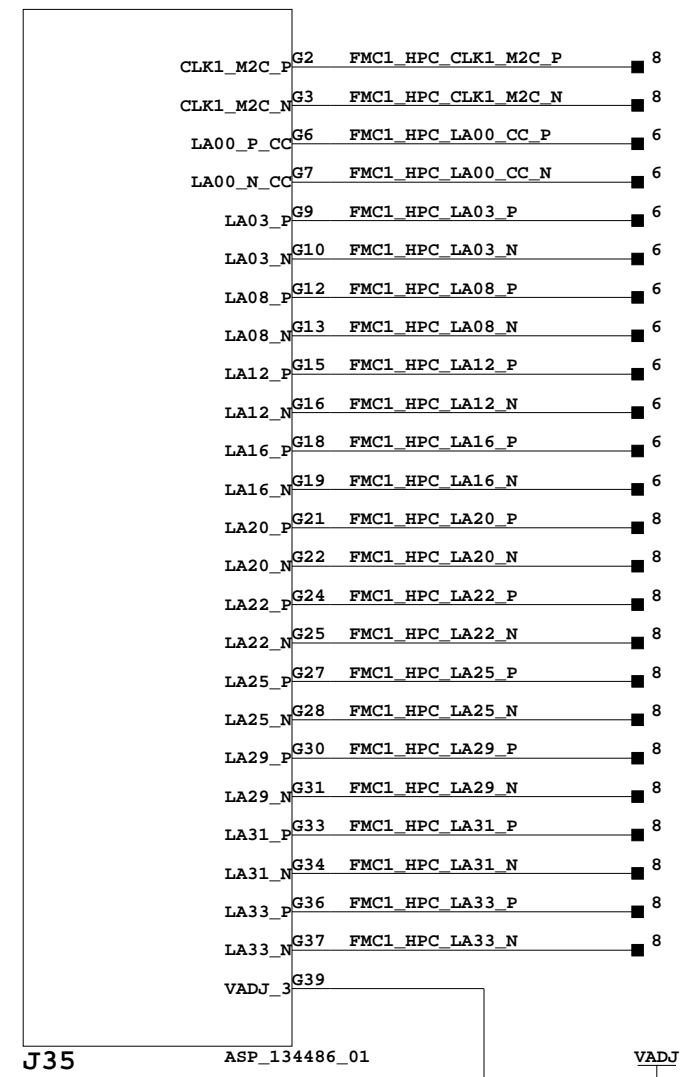 CLK1_M2C_P G2 FMC1_HPC_CLK1_M2C_P 8
CLK1_M2C_N G3 FMC1_HPC_CLK1_M2C_N 8
LA00_P_CC G6 FMC1_HPC_LA00_CC_P 6
LA00_N_CC G7 FMC1_HPC_LA00_CC_N 6
LA03_P G9 FMC1_HPC_LA03_P 6
LA03_N G10 FMC1_HPC_LA03_N 6
LA08_P G12 FMC1_HPC_LA08_P 6
LA08_N G13 FMC1_HPC_LA08_N 6
LA12_P G15 FMC1_HPC_LA12_P 6
LA12_N G16 FMC1_HPC_LA12_N 6
LA16_P G18 FMC1_HPC_LA16_P 6
LA16_N G19 FMC1_HPC_LA16_N 6
LA20_P G21 FMC1_HPC_LA20_P 8
LA20_N G22 FMC1_HPC_LA20_N 8
LA22_P G24 FMC1_HPC_LA22_P 8
LA22_N G25 FMC1_HPC_LA22_N 8
LA25_P G27 FMC1_HPC_LA25_P 8
LA25_N G28 FMC1_HPC_LA25_N 8
LA29_P G30 FMC1_HPC_LA29_P 8
LA29_N G31 FMC1_HPC_LA29_N 8
LA31_P G33 FMC1_HPC_LA31_P 8
LA31_N G34 FMC1_HPC_LA31_N 8
LA33_P G36 FMC1_HPC_LA33_P 8
LA33_N G37 FMC1_HPC_LA33_N 8
VADJ_3 G39
J35 ASP_134486_01 VADJ